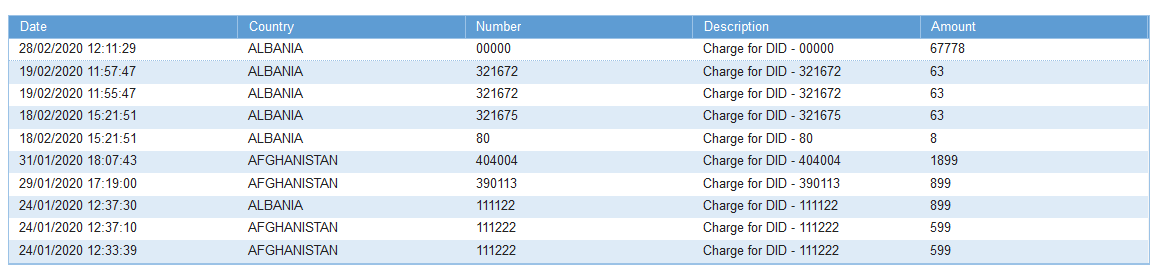 Date Country Number Description Amount
28/02/2020 12:11:29 ALBANIA 00000 Charge for DID - 00000 67778
19/02/2020 11:57:47 ALBANIA 321672 Charge for DID - 321672 63
19/02/2020 11:55:47 ALBANIA 321672 Charge for DID - 321672 63
18/02/2020 15:21:51 ALBANIA 321675 Charge for DID - 321675 63
18/02/2020 15:21:51 ALBANIA 80 Charge for DID - 80 8
31/01/2020 18:07:43 AFGHANISTAN 404004 Charge for DID - 404004 1899
29/01/2020 17:19:00 AFGHANISTAN 390113 Charge for DID - 390113 899
24/01/2020 12:37:30 ALBANIA 111122 Charge for DID - 111122 899
24/01/2020 12:37:10 AFGHANISTAN 111222 Charge for DID - 111222 599
24/01/2020 12:33:39 AFGHANISTAN 111222 Charge for DID - 111222 599